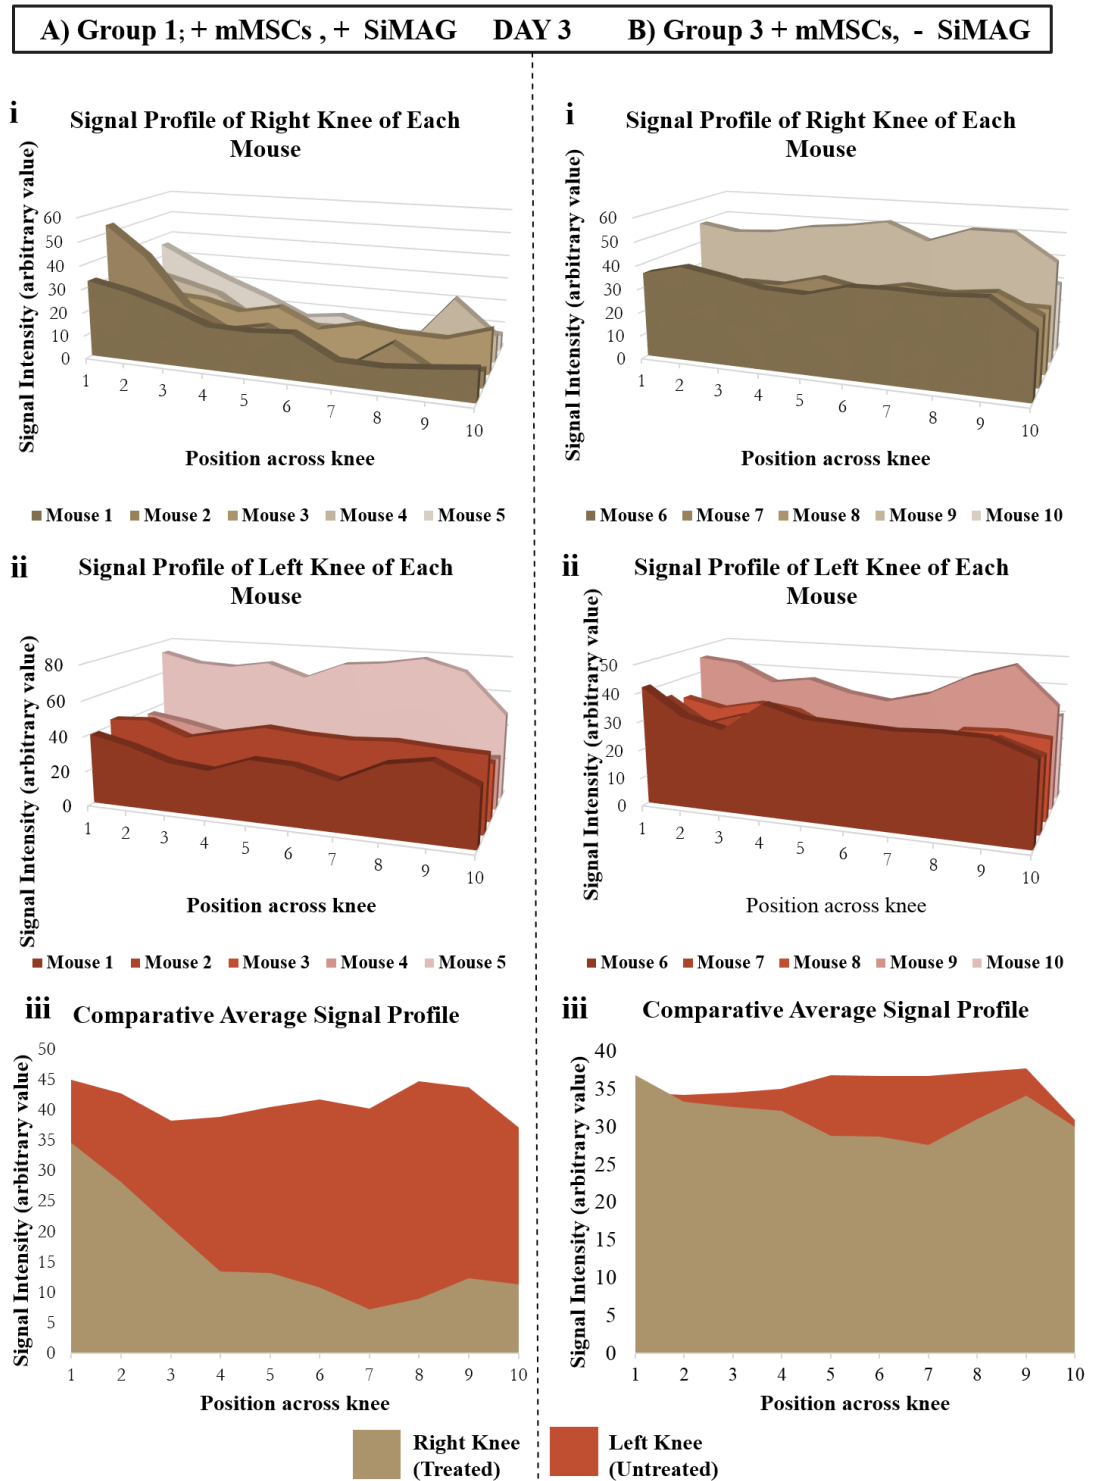 A) Group 1; + mMSCs , + SiMAG DAY 3 B) Group 3 + mMSCs, - SiMAG
i
Signal Profile of Right Knee of Each
Mouse
Signal Intensity (arbitrary value)
60
50
40
30
20
10
0
1 2 3 4 5 6 7 8 9 10
Position across knee
Mouse 1 Mouse 2 Mouse 3 Mouse 4 Mouse 5
i
Signal Profile of Right Knee of Each
Mouse
Signal Intensity (arbitrary value)
60
50
40
30
20
10
0
1 2 3 4 5 6 7 8 9 10
Position across knee
Mouse 6 Mouse 7 Mouse 8 Mouse 9 Mouse 10
ii
Signal Profile of Left Knee of Each
Mouse
Signal Intensity (arbitrary value)
80
60
40
20
0
1 2 3 4 5 6 7 8 9 10
Position across knee
Mouse 1 Mouse 2 Mouse 3 Mouse 4 Mouse 5
ii
Signal Profile of Left Knee of Each
Mouse
Signal Intensity (arbitrary value)
50
40
30
20
10
0
1 2 3 4 5 6 7 8 9 10
Position across knee
Mouse 6 Mouse 7 Mouse 8 Mouse 9 Mouse 10
iii
Comparative Average Signal Profile
Signal Intensity (arbitrary value)
50
45
40
35
30
25
20
15
10
5
0
1 2 3 4 5 6 7 8 9 10
Position across knee
iii
Comparative Average Signal Profile
Signal Intensity (arbitrary value)
40
35
30
25
20
15
10
5
0
1 2 3 4 5 6 7 8 9 10
Position across knee
Right Knee
(Treated)
Left Knee
(Untreated)